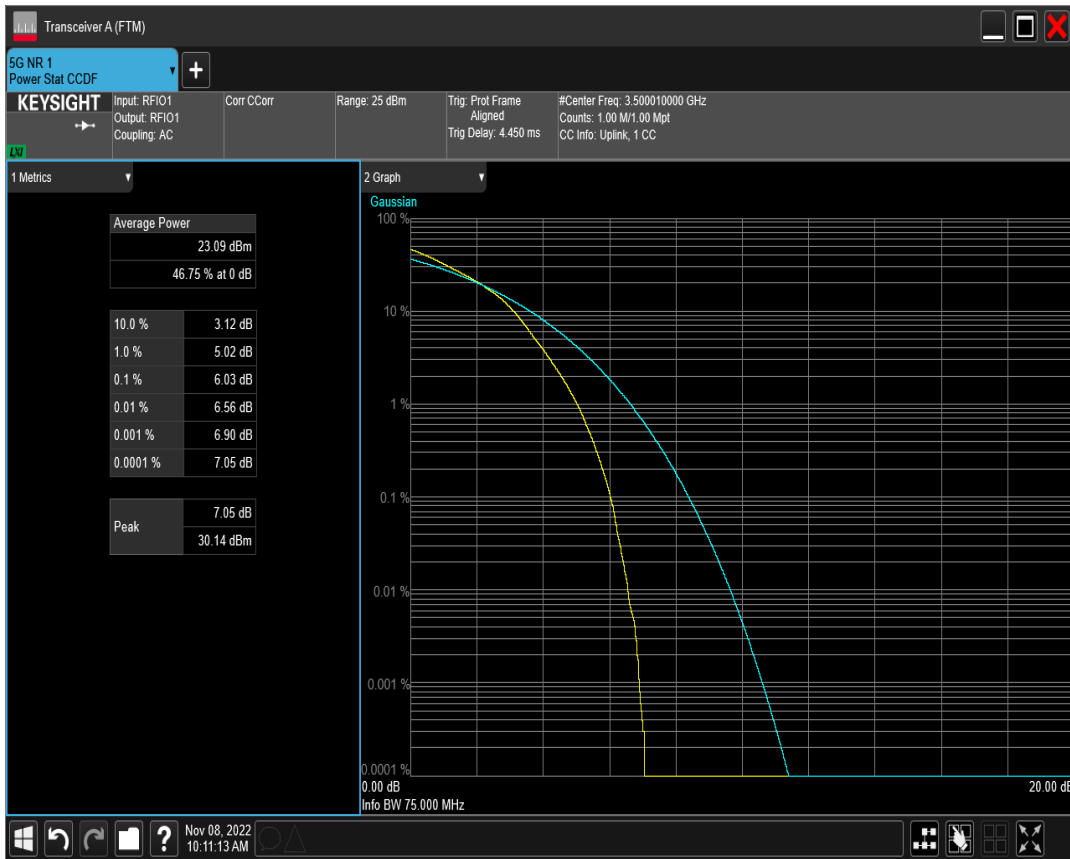 Transceiver A (FTM)
5G NR 1
Power Stat CCDF
+
KEYSIGHT
LXI
Input: RFIO1
Output: RFIO1
Coupling: AC
Corr CCorr
Range: 25 dBm
Trig: Prot Frame
Aligned
Trig Delay: 4.450 ms
#Center Freq: 3.500010000 GHz
Counts: 1.00 M/1.00 Mpt
CC Info: Uplink, 1 CC
1 Metrics
Average Power
23.09 dBm
46.75 % at 0 dB
10.0 % 3.12 dB
1.0 % 5.02 dB
0.1 % 6.03 dB
0.01 % 6.56 dB
0.001 % 6.90 dB
0.0001 % 7.05 dB
Peak
7.05 dB
30.14 dBm
2 Graph
Gaussian
100 %
10 %
1 %
0.1 %
0.01 %
0.001 %
0.0001 %
0.00 dB
20.00 dB
Info BW 75.000 MHz
?
Nov 08, 2022
10:11:13 AM